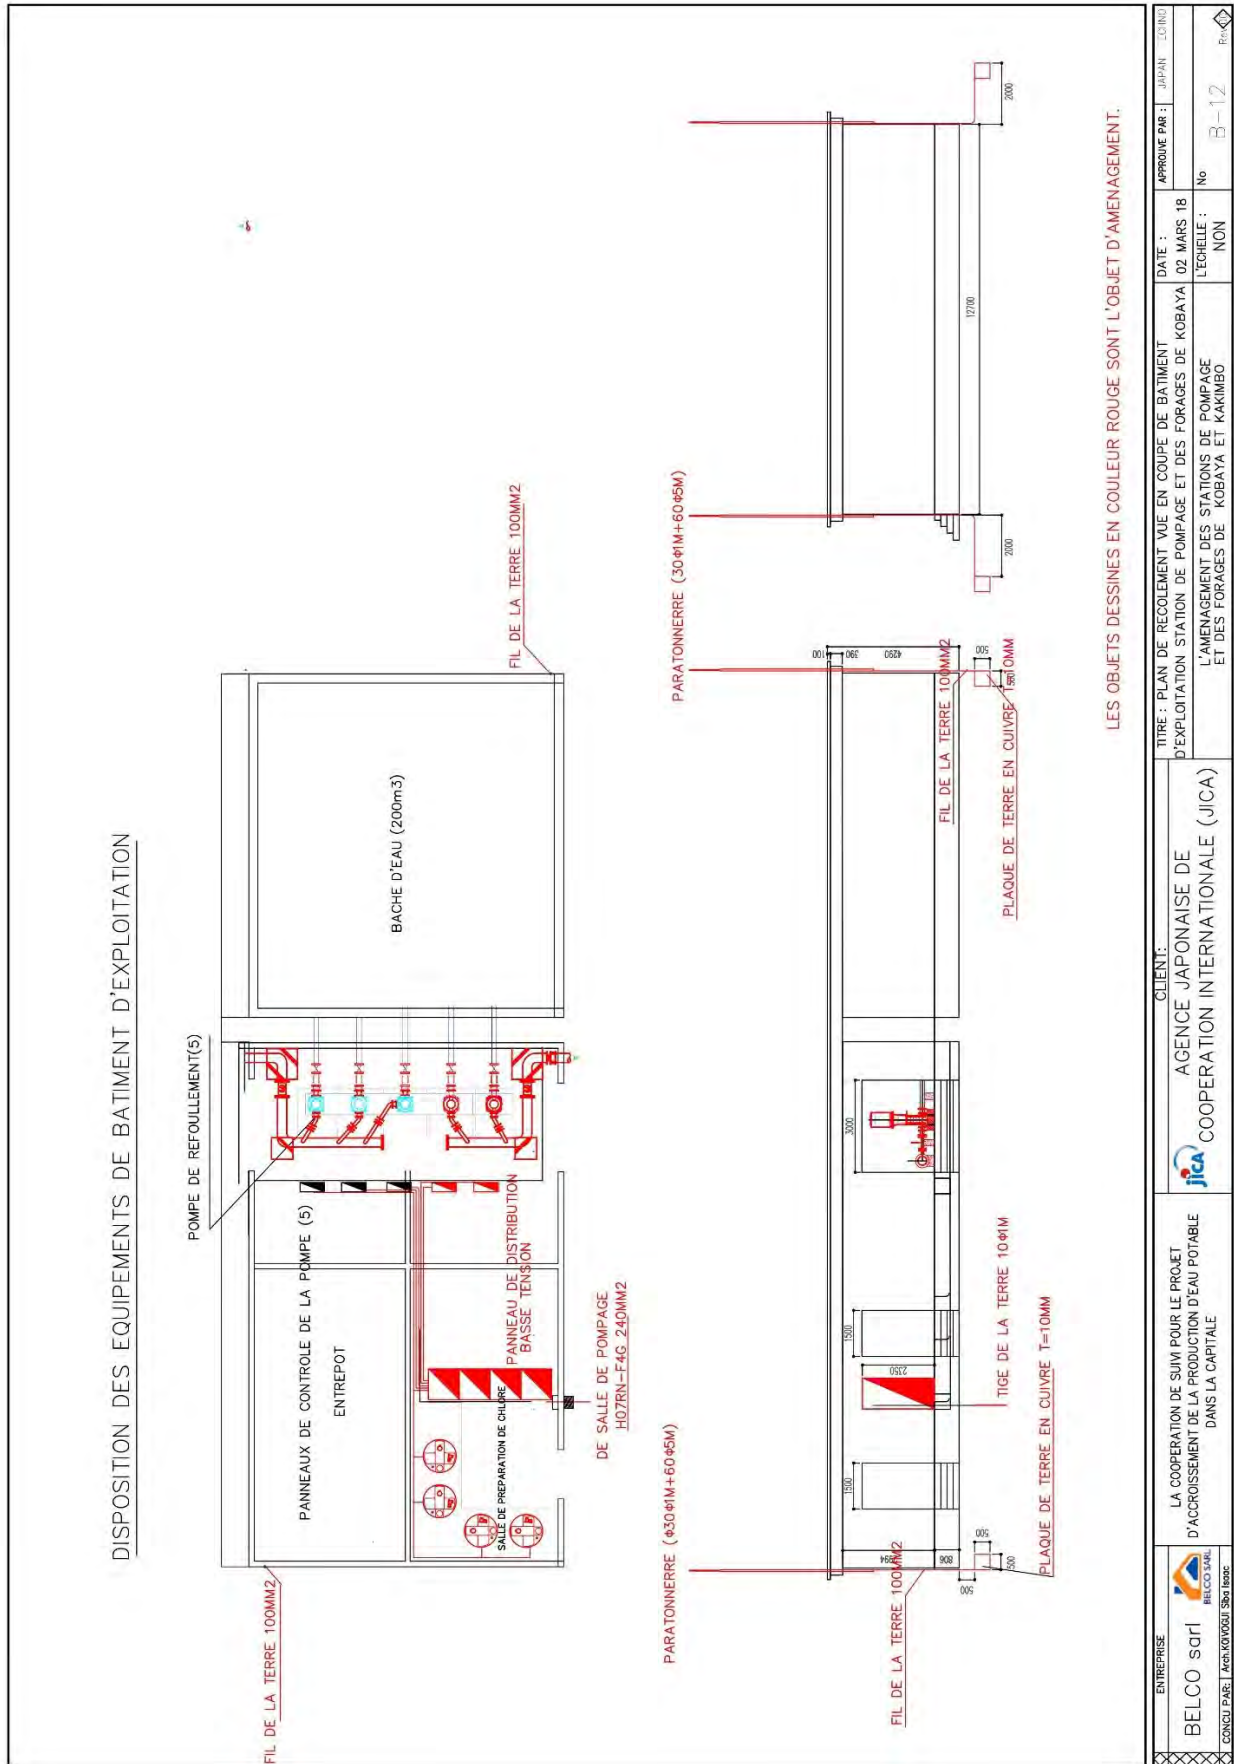 DISPOSITION DES EQUIPEMENTS DE BATIMENT D'EXPLOITATION
POMPE DE REFOULLEMENT(5)
FIL DE LA TERRE 100MM2
PANNEAUX DE CONTROLE DE LA POMPE (5)
ENTREPOT
BACHE D'EAU (200m3)
PANNEAU DE DISTRIBUTION
BASSE TENSION
SALLE DE PREPARATION DE CHLORE
FIL DE LA TERRE 100MM2
DE SALLE DE POMPAGE
H07RN-F4G 240MM2
PARATONNERRE (Φ30Φ1M+60Φ5M)
PARATONNERRE (30Φ1M+60Φ5M)
100
390
4290
1500
1500
3000
2350
806
500
500
500
500
FIL DE LA TERRE 100MM2
TIGE DE LA TERRE 10Φ1M
PLAQUE DE TERRE EN CUIVRE T=10MM
FIL DE LA TERRE 100MM2
PLAQUE DE TERRE EN CUIVRE
2000
12700
2000
LES OBJETS DESSINES EN COULEUR ROUGE SONT L'OBJET D'AMENAGEMENT.
ENTREPRISE
BELCO sarl
BELCO SARL
CONCU PAR: Arch.KOIVOGUI Siba Isaac
LA COOPERATION DE SUIVI POUR LE PROJET
D'ACCROISSEMENT DE LA PRODUCTION D'EAU POTABLE
DANS LA CAPITALE
CLIENT:
jica
AGENCE JAPONAISE DE
COOPERATION INTERNATIONALE (JICA)
TITRE : PLAN DE RECOLEMENT VUE EN COUPE DE BATIMENT
D'EXPLOITATION STATION DE POMPAGE ET DES FORAGES DE KOBAYA
L'AMENAGEMENT DES STATIONS DE POMPAGE
ET DES FORAGES DE KOBAYA ET KAKIMBO
DATE :
02 MARS 18
L'ECHELLE :
NON
APPROUVE PAR :
JAPAN
No
B-12